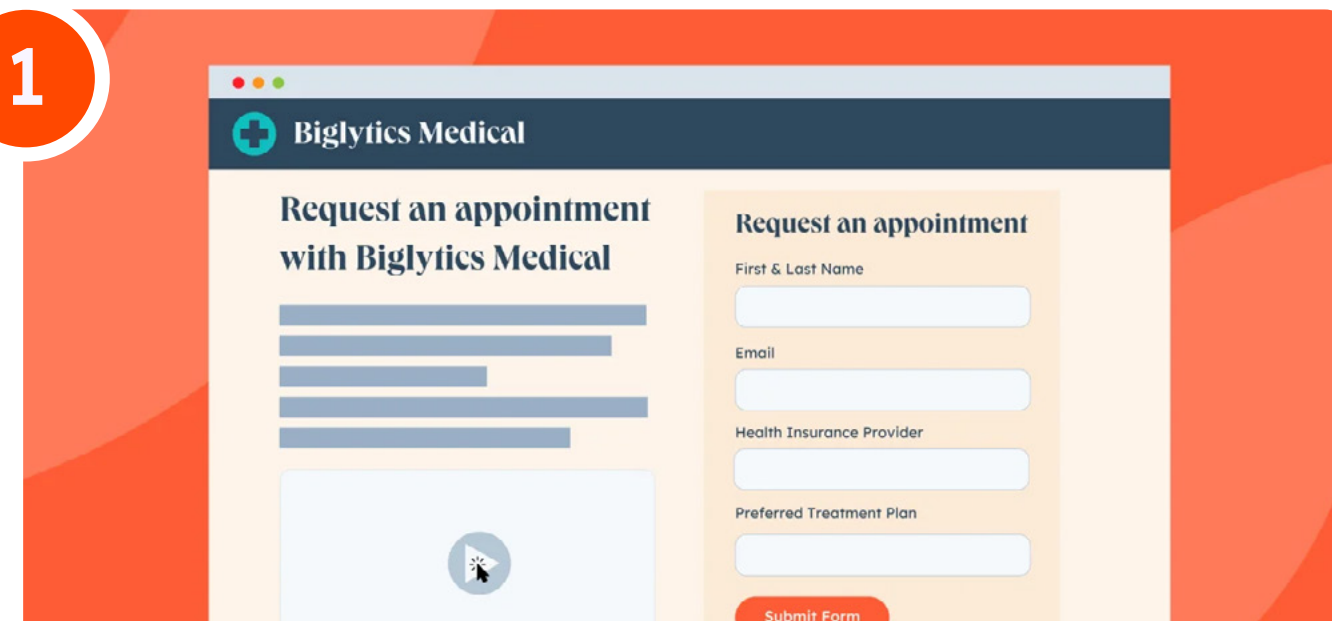 1
Biglytics Medical
Request an appointment
with Biglytics Medical
Request an appointment
First & Last Name
Email
Health Insurance Provider
Preferred Treatment Plan
Submit Form